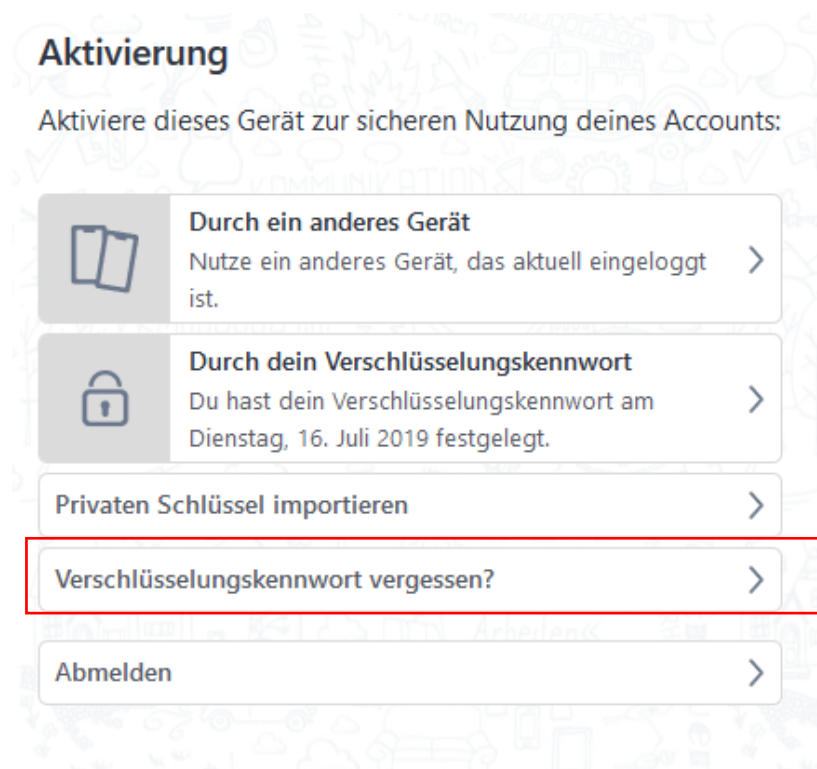 Aktivierung
Aktiviere dieses Gerät zur sicheren Nutzung deines Accounts:
KOMMUNIKATION
Durch ein anderes Gerät
Nutze ein anderes Gerät, das aktuell eingeloggt
ist.
Durch dein Verschlüsselungskennwort
Du hast dein Verschlüsselungskennwort am
Dienstag, 16. Juli 2019 festgelegt.
Privaten Schlüssel importieren
Verschlüsselungskennwort vergessen?
Abmelden